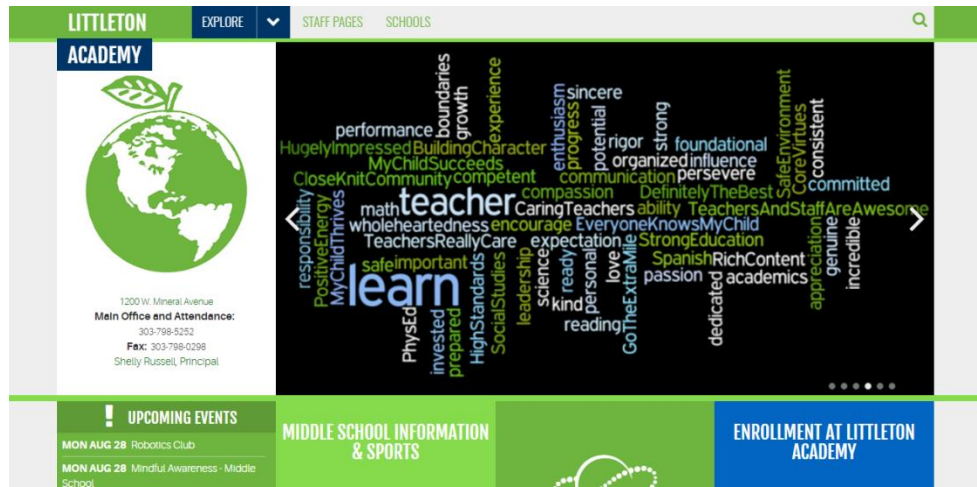 LITTLETON
ACADEMY
EXPLORE
STAFF PAGES
SCHOOLS
1200 W. Mineral Avenue
Main Office and Attendance:
303-798-5252
Fax: 303-798-0298
Shelly Russell, Principal
boundaries
growth
experience
enthusiasm
sincere
progress
potential
strong
SafeEnvironment
CoreVirtues
consistent
performance
rigor
foundational
HugelyImpressed
BuildingCharacter
organized
influence
MyChildSucceeds
communication
persevere
CloseKnitCommunity
competent
compassion
DefinitelyTheBest
committed
responsibility
PositiveEnergy
MyChildThrives
math
teacher
CaringTeachers
ability
TeachersAndStaffAreAwesome
wholeheartedness
encourage
EveryoneKnowsMyChild
TeachersReallyCare
expectation
StrongEducation
safe
important
Spanish
RichContent
learn
HighStandards
SocialStudies
leadership
science
ready
personal
love
GoTheExtraMile
passion
academics
appreciation
genuine
incredible
kind
dedicated
PhysEd
invested
prepared
reading
! UPCOMING EVENTS
MON AUG 28 Robotics Club
MON AUG 28 Mindful Awareness - Middle
School
MIDDLE SCHOOL INFORMATION
& SPORTS
ENROLLMENT AT LITTLETON
ACADEMY